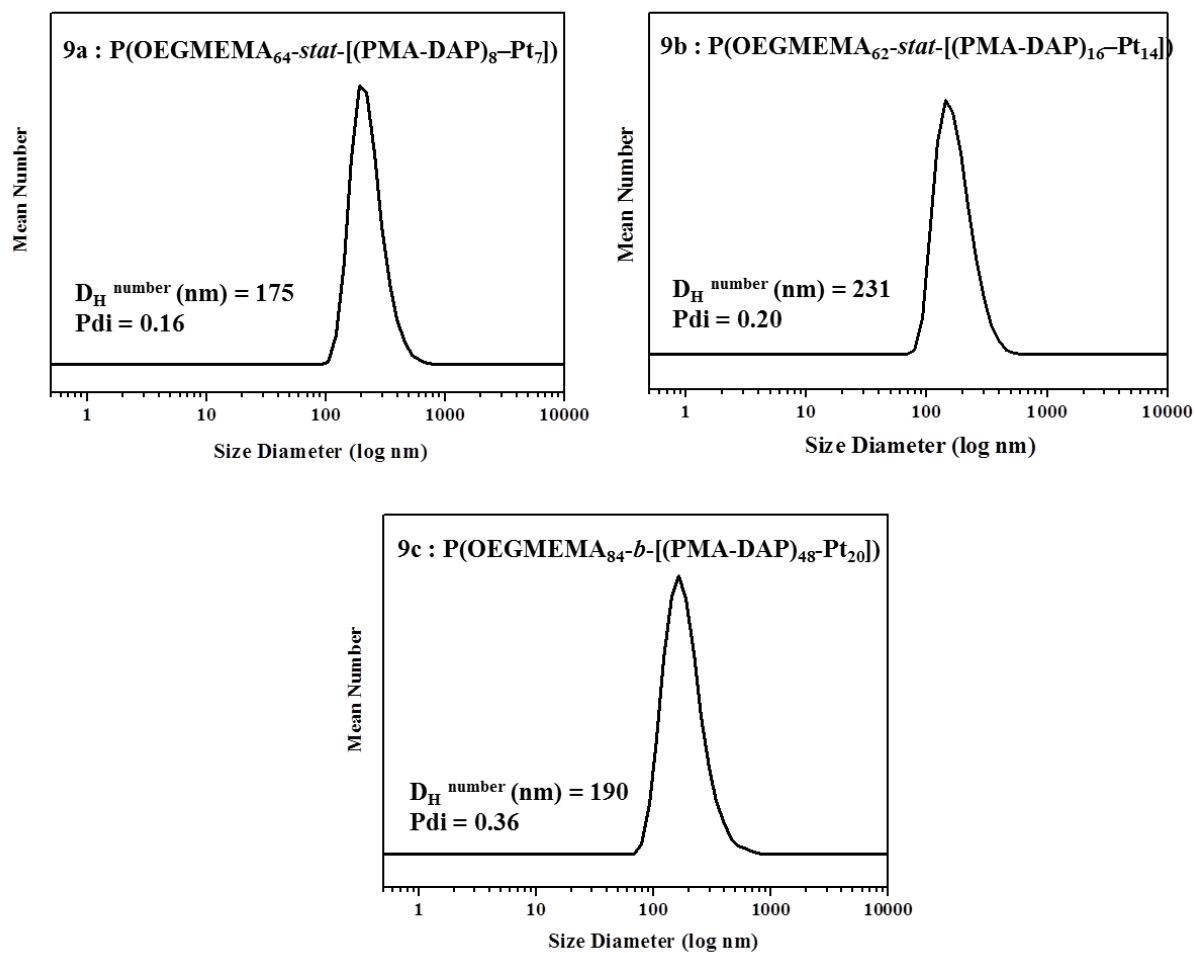 9a : P(OEGMEMA64-stat-[(PMA-DAP)8–Pt7])
Mean Number
DH number (nm) = 175
Pdi = 0.16
1 10 100 1000 10000
Size Diameter (log nm)
9b : P(OEGMEMA62-stat-[(PMA-DAP)16–Pt14])
Mean Number
DH number (nm) = 231
Pdi = 0.20
1 10 100 1000 10000
Size Diameter (log nm)
9c : P(OEGMEMA84-b-[(PMA-DAP)48-Pt20])
Mean Number
DH number (nm) = 190
Pdi = 0.36
1 10 100 1000 10000
Size Diameter (log nm)